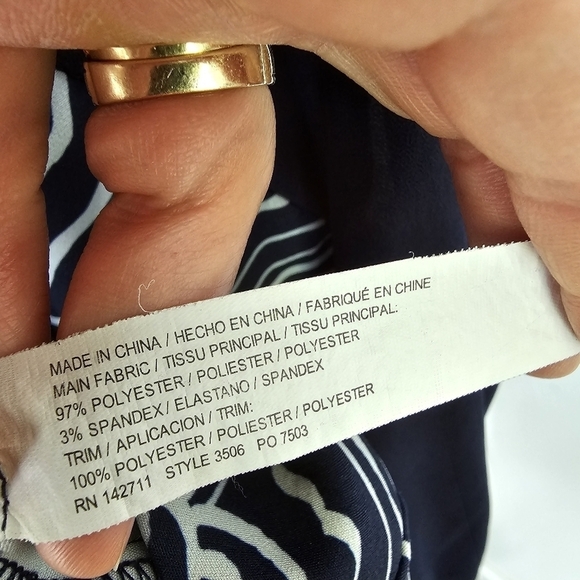 MADE IN CHINA / HECHO EN CHINA / FABRIQUÉ EN CHINE
MAIN FABRIC / TISSU PRINCIPAL / TISSU PRINCIPAL:
97% POLYESTER / POLIESTER / POLYESTER
3% SPANDEX / ELASTANO / SPANDEX
TRIM / APLICACION / TRIM:
100% POLYESTER / POLIESTER / POLYESTER
RN 142711 STYLE 3506 PO 7503